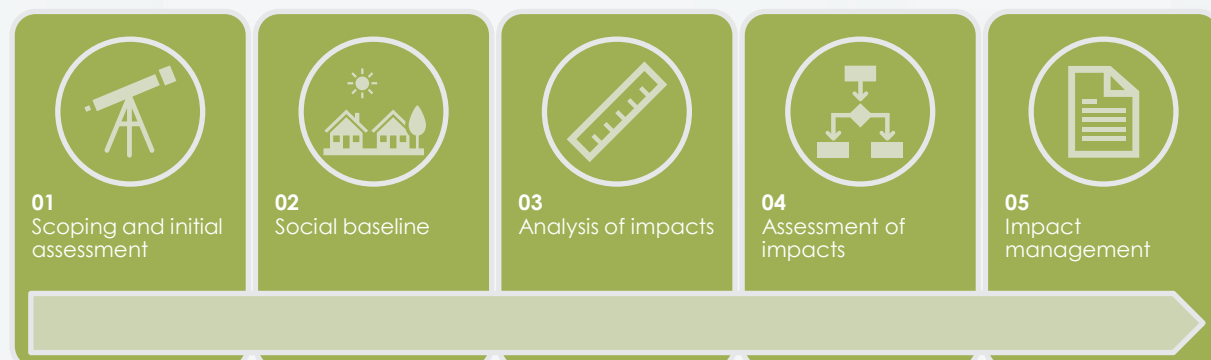 01
Scoping and initial
assessment
02
Social baseline
03
Analysis of impacts
04
Assessment of
impacts
05
Impact
management